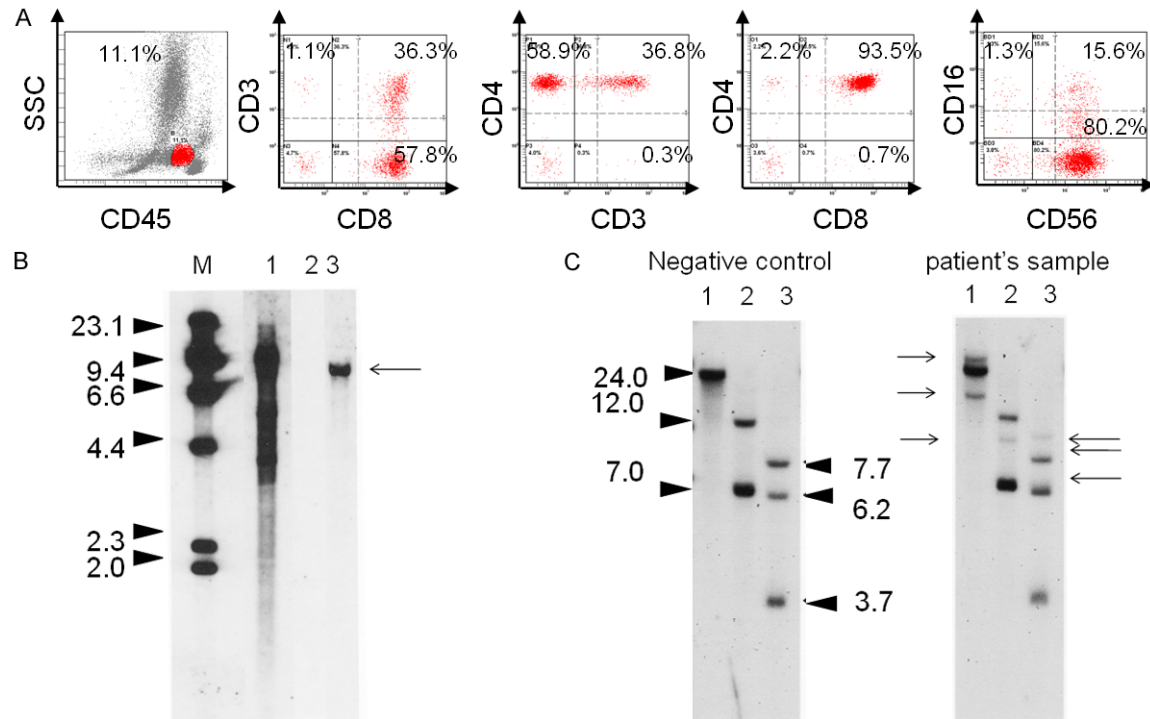 A
11.1%
SSC
CD45
1.1% 36.3%
57.8%
CD3
CD8
58.9% 36.8%
0.3%
CD4
CD3
2.2% 93.5%
0.7%
CD4
CD8
1.3% 15.6%
80.2%
CD16
CD56
B
M 1 2 3
23.1
9.4
6.6
4.4
2.3
2.0
C
Negative control
1 2 3
24.0
12.0
7.0
7.7
6.2
3.7
patient's sample
1 2 3